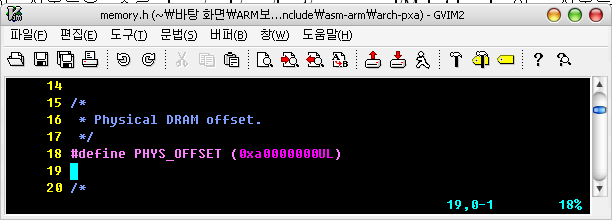 memory.h (~₩바탕 화면₩ARM보...nclude₩asm-arm₩arch-pxa) - GVIM2
파일(F) 편집(E) 도구(T) 문법(S) 버퍼(B) 창(W) 도움말(H)
14
15 /*
16  * Physical DRAM offset.
17  */
18 #define PHYS_OFFSET (0xa0000000UL)
19
20 /*
19,0-1 18%